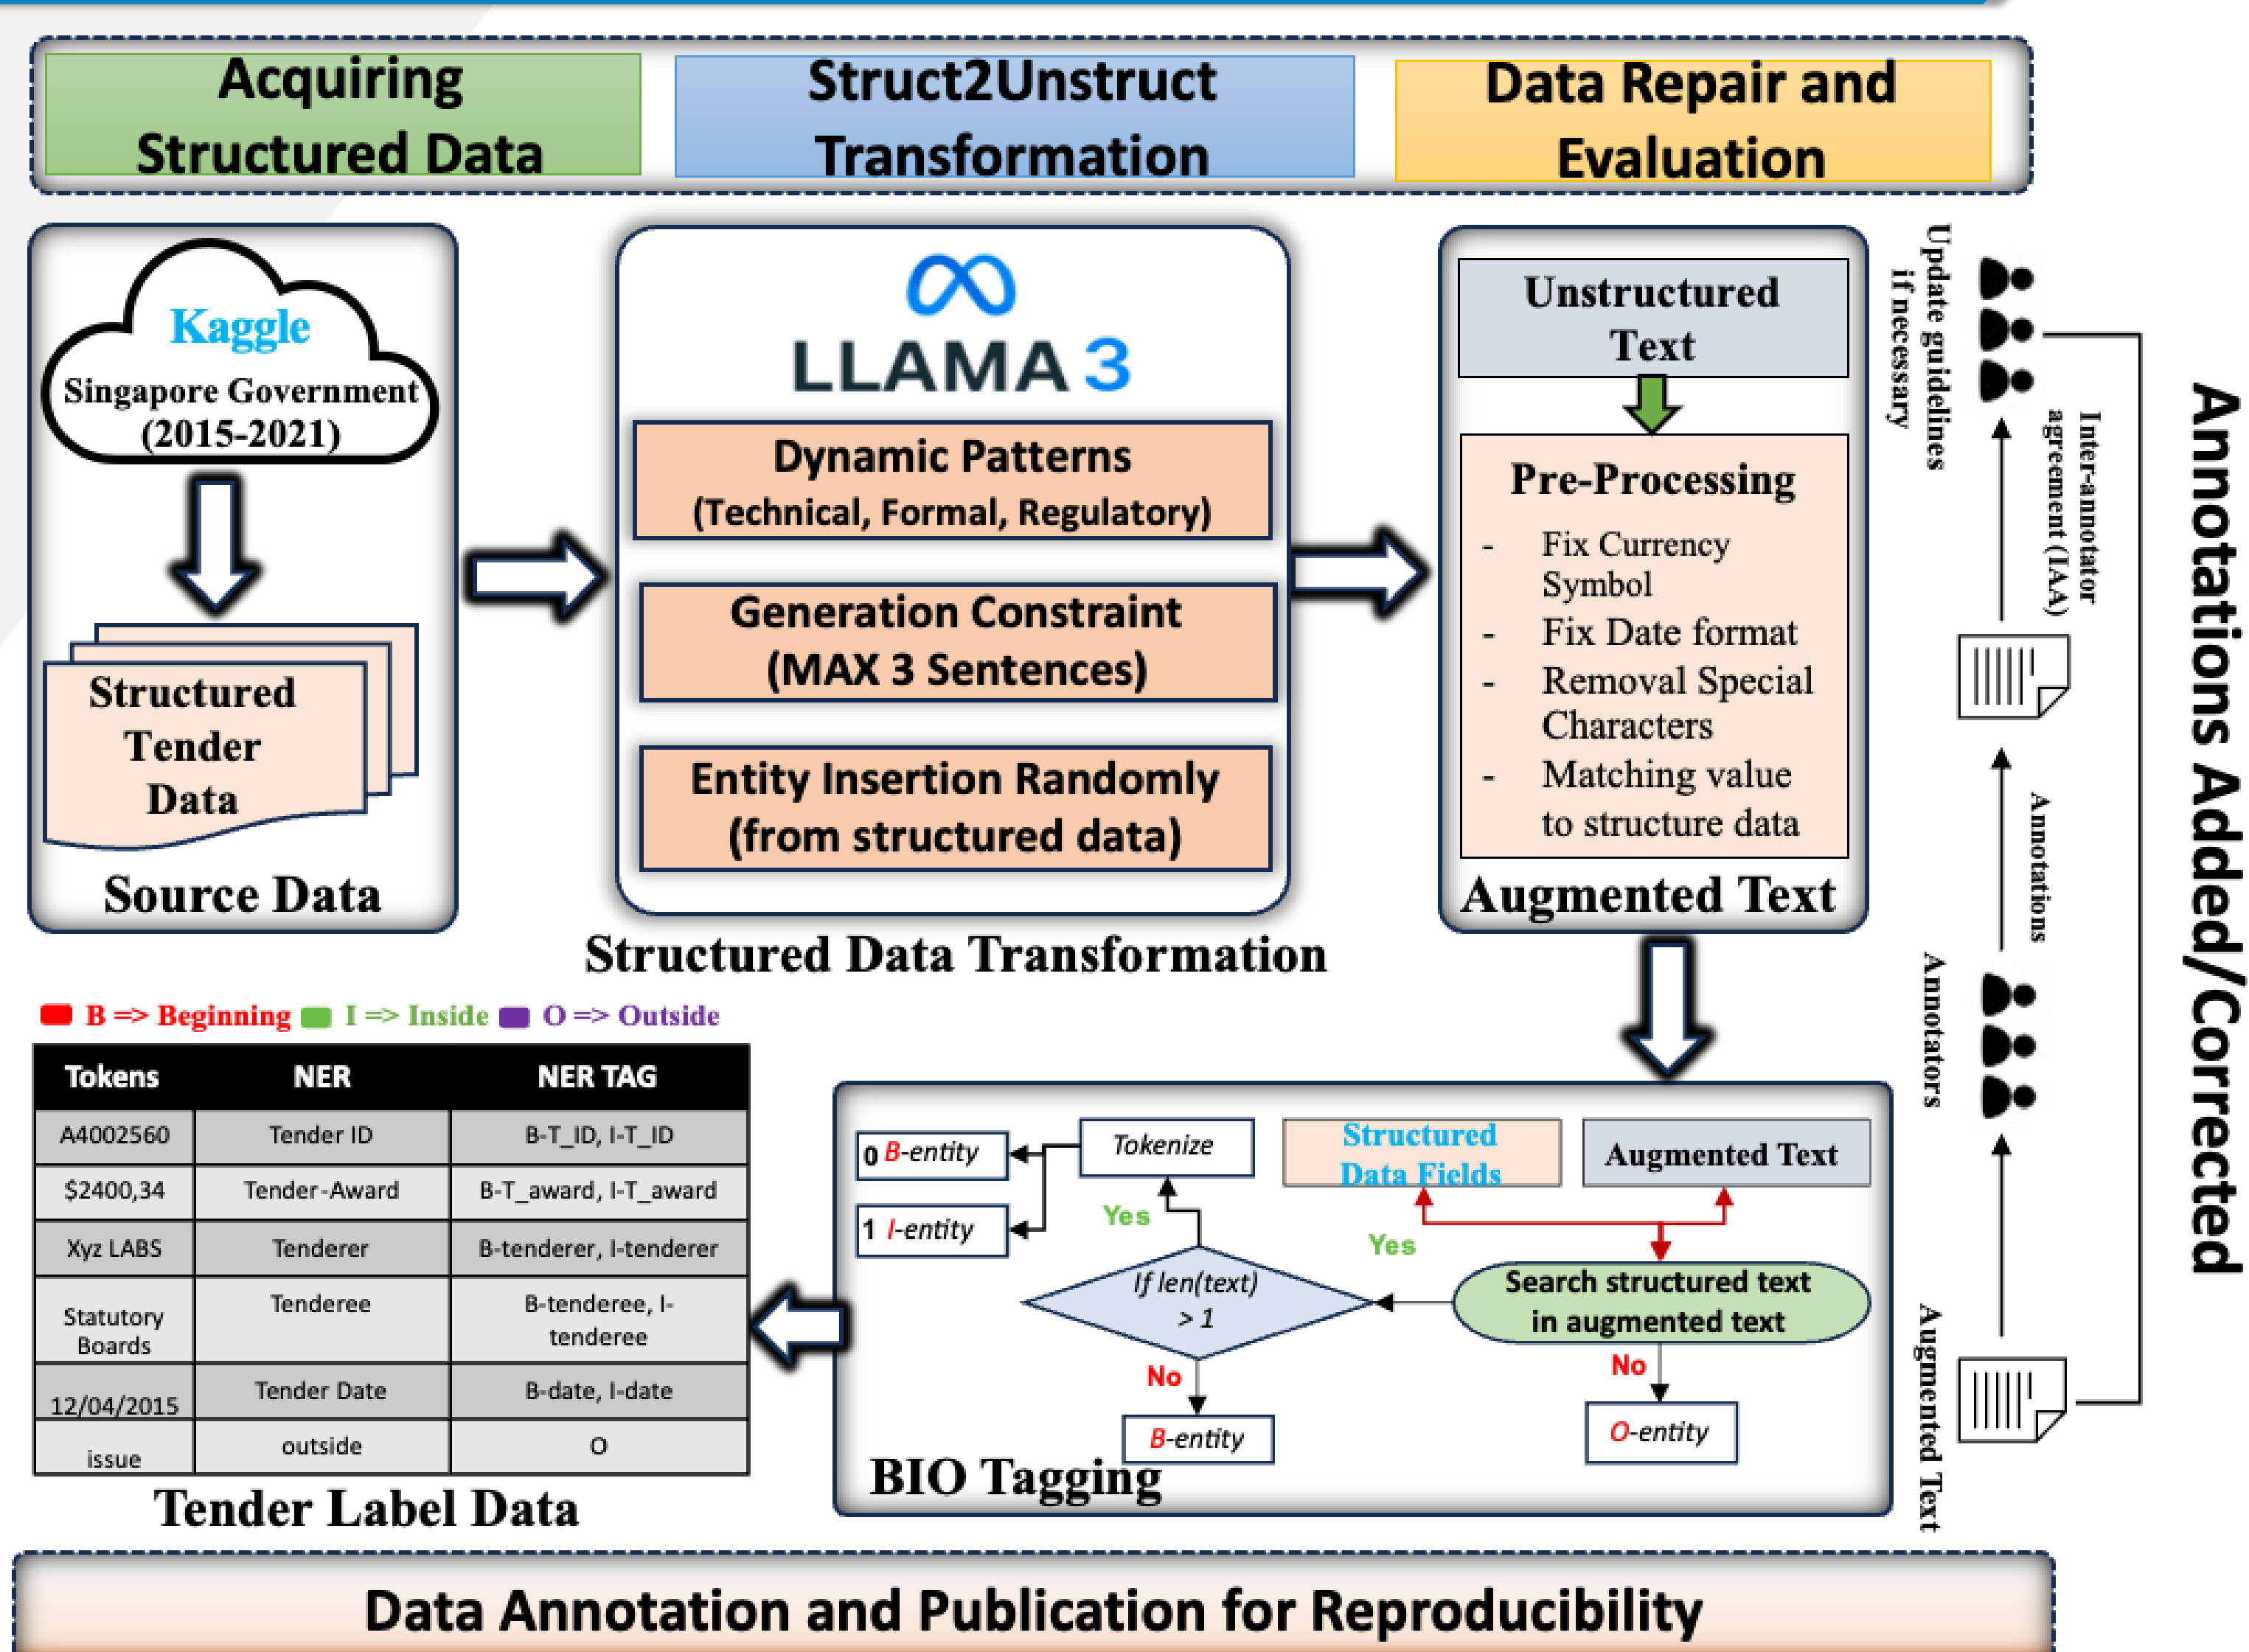 Acquiring
Structured Data
Struct2Unstruct
Transformation
Data Repair and
Evaluation
Kaggle
Singapore Government
(2015-2021)
Structured
Tender
Data
Source Data
LLAMA 3
Dynamic Patterns
(Technical, Formal, Regulatory)
Generation Constraint
(MAX 3 Sentences)
Entity Insertion Randomly
(from structured data)
Structured Data Transformation
Unstructured
Text
Pre-Processing
- Fix Currency
Symbol
- Fix Date format
- Removal Special
Characters
- Matching value
to structure data
Augmented Text
Update guidelines
if necessary
Inter-annotator
agreement (IAA)
Annotations
Annotators
Augmented Text
Annotations Added/Corrected
B => Beginning I => Inside O => Outside
Tokens NER NER TAG
A4002560 Tender ID B-T_ID, I-T_ID
$2400,34 Tender-Award B-T_award, I-T_award
Xyz LABS Tenderer B-tenderer, I-tenderer
Statutory
Boards
Tenderee
B-tenderee, I-
tenderee
12/04/2015 Tender Date B-date, I-date
issue outside O
Tender Label Data
0 B-entity
1 I-entity
Tokenize
Structured
Data Fields
Augmented Text
Yes
Yes
If len(text)
> 1
Search structured text
in augmented text
No
No
B-entity
O-entity
BIO Tagging
Data Annotation and Publication for Reproducibility